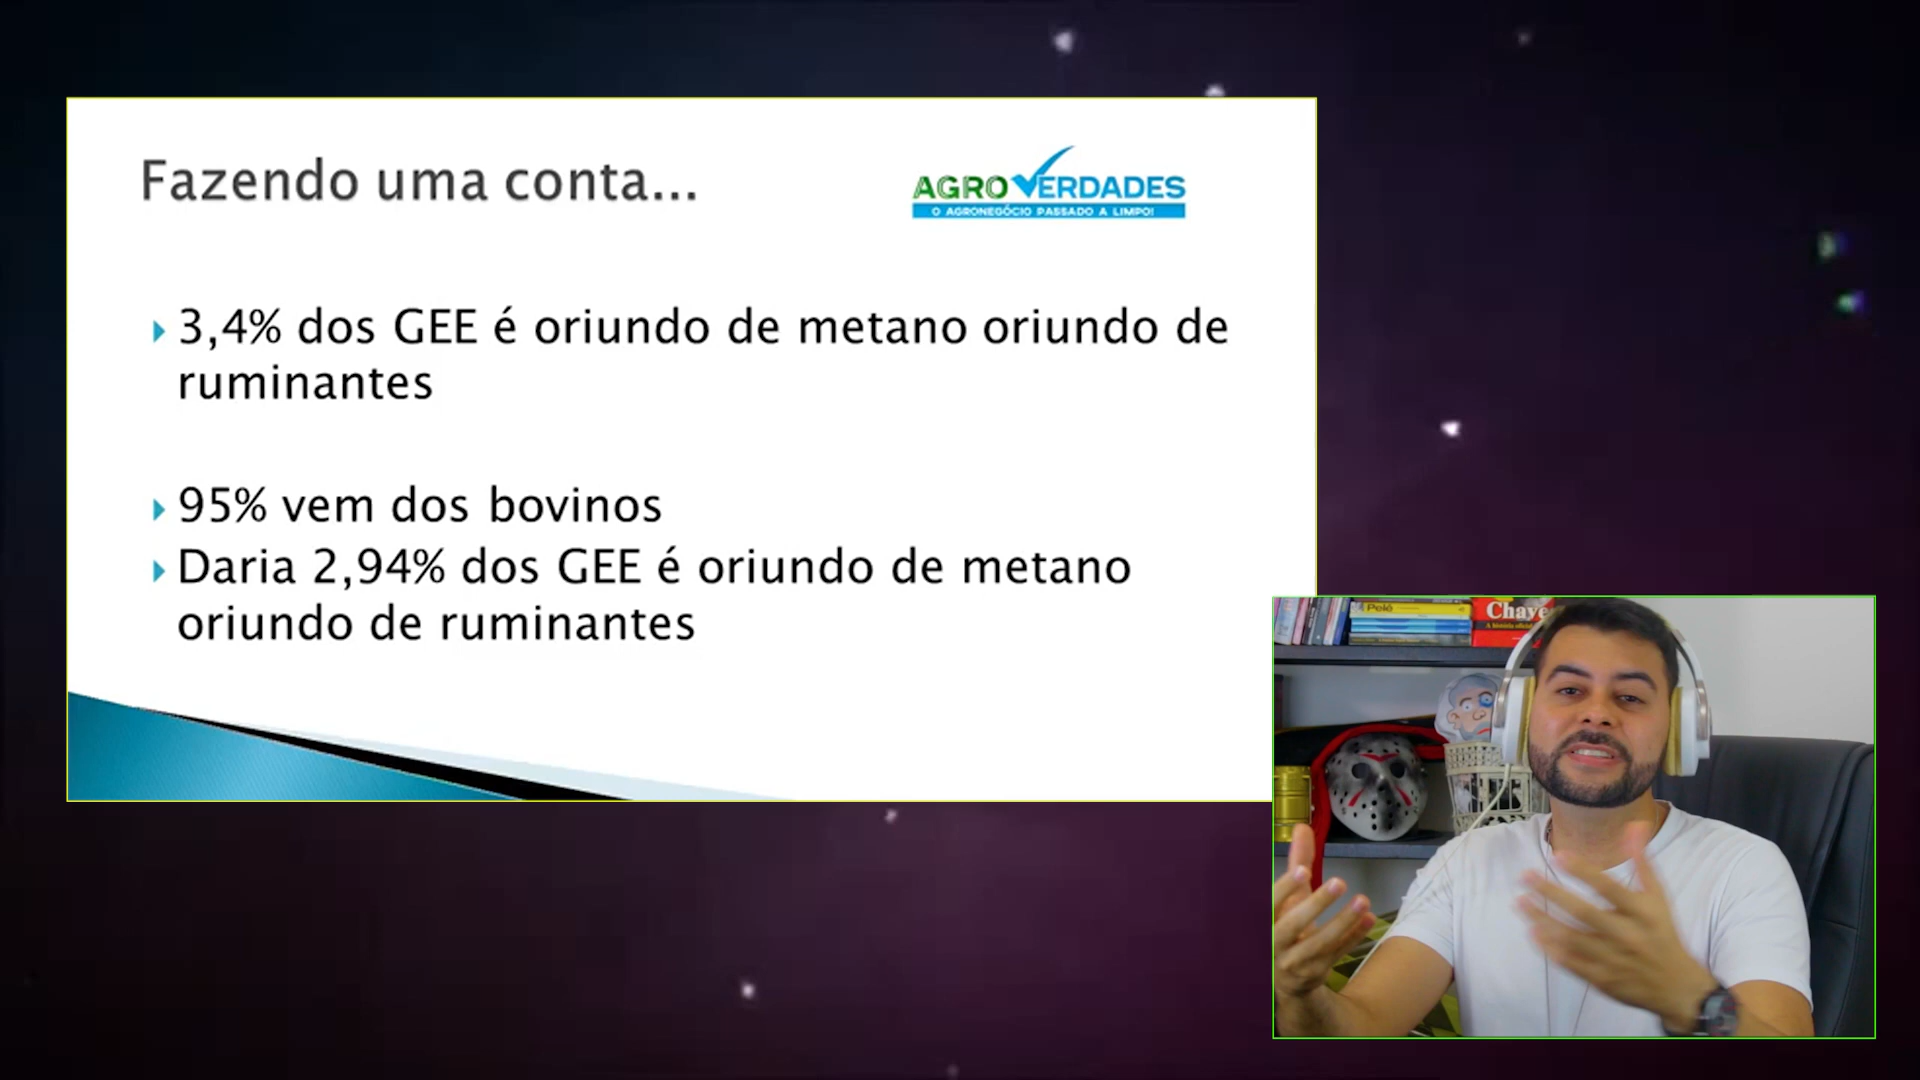 Fazendo uma conta...
AGROVERDADES
O AGRONEGÓCIO PASSADO A LIMPO!
3,4% dos GEE é oriundo de metano oriundo de
ruminantes
95% vem dos bovinos
Daria 2,94% dos GEE é oriundo de metano
oriundo de ruminantes
Pelé
Chaves